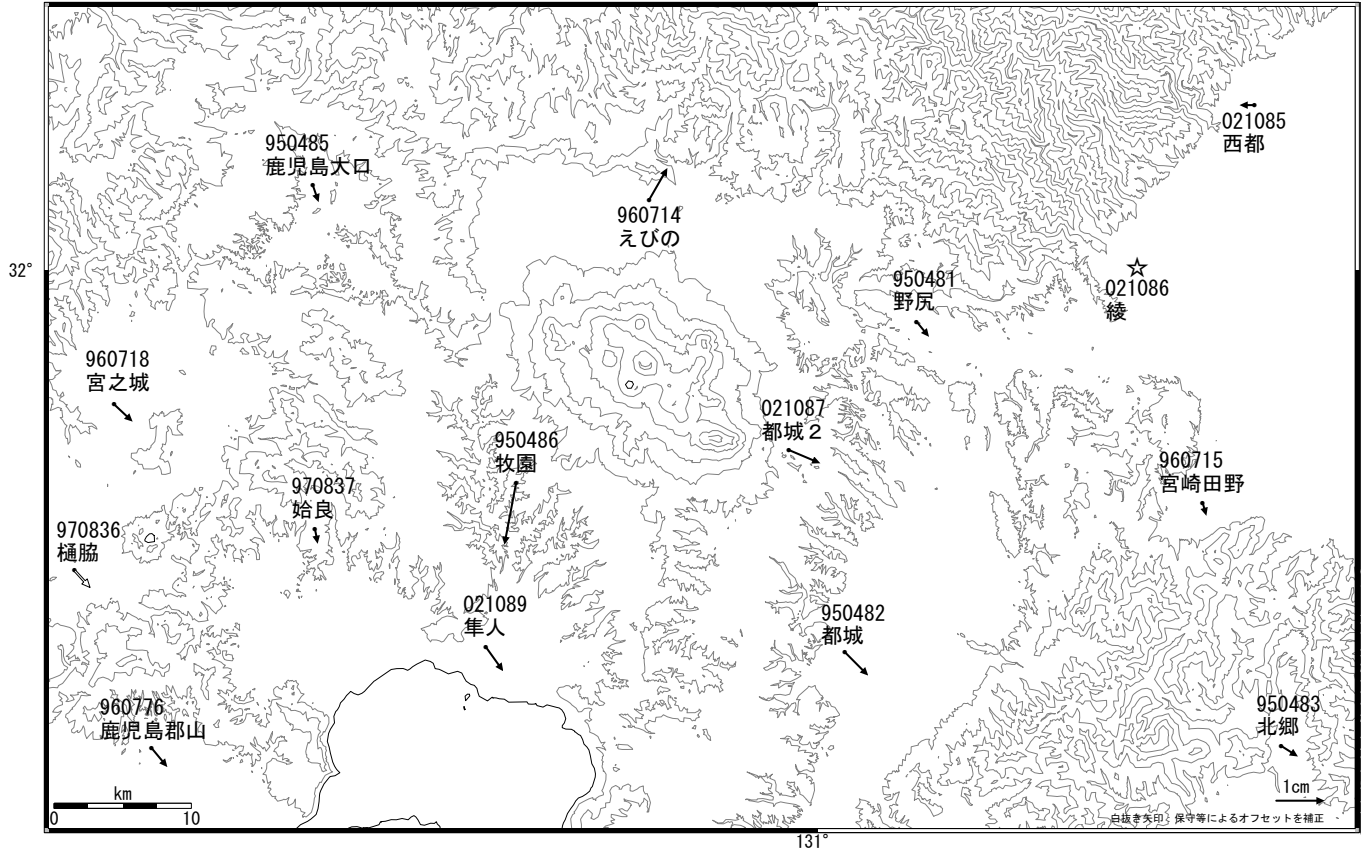 021085
西都
950485
鹿児島大口
960714
えびの
32°
950481
野尻
021086
綾
960718
宮之城
021087
都城２
950486
牧園
960715
宮崎田野
970837
姶良
970836
樋脇
021089
隼人
950482
都城
960776
鹿児島郡山
950483
北郷
km
0 10
1cm
白抜き矢印：保守等によるオフセットを補正
131°